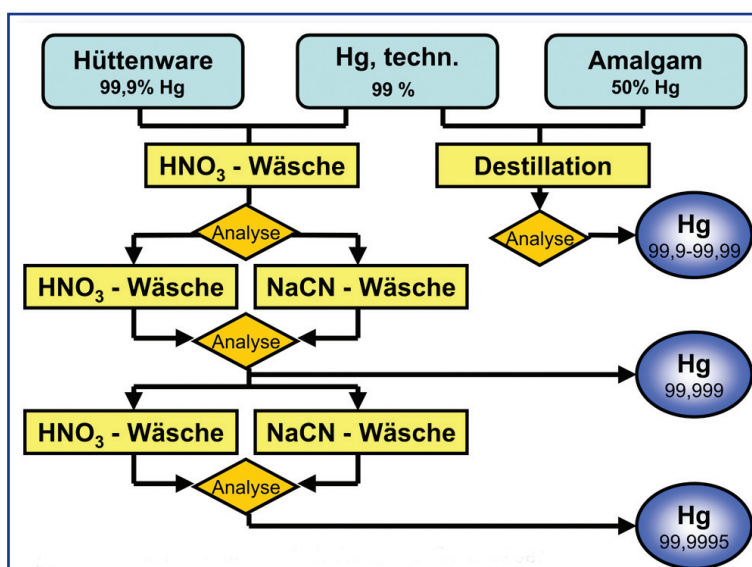 Hüttenware
99,9% Hg
Hg, techn.
99 %
Amalgam
50% Hg
HNO₃ - Wäsche
Destillation
Analyse
Analyse
Hg
99,9-99,99
HNO₃ - Wäsche
NaCN - Wäsche
Analyse
Hg
99,999
HNO₃ - Wäsche
NaCN - Wäsche
Analyse
Hg
99,9995